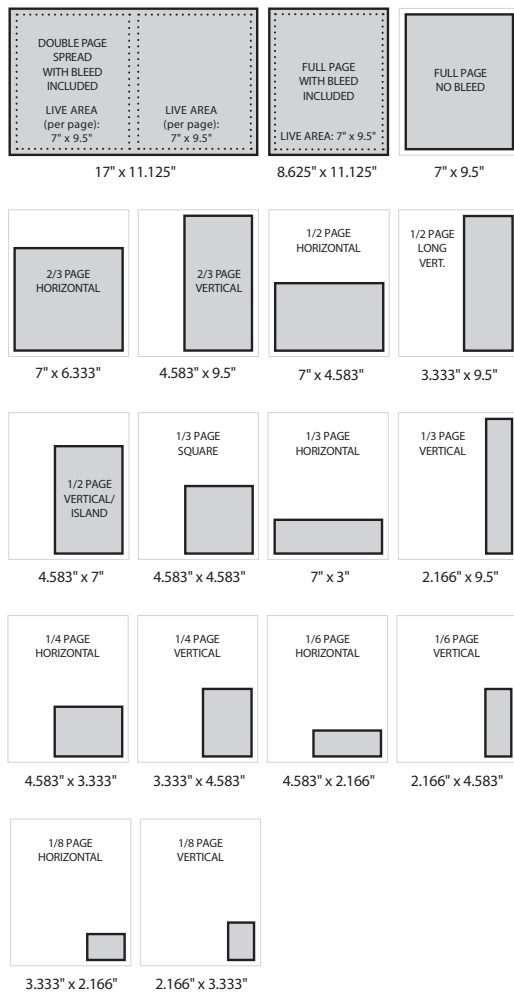 DOUBLE PAGE
SPREAD
WITH BLEED
INCLUDED
LIVE AREA
(per page):
7" x 9.5"
LIVE AREA
(per page):
7" x 9.5"
17" x 11.125"
FULL PAGE
WITH BLEED
INCLUDED
LIVE AREA: 7" x 9.5"
8.625" x 11.125"
FULL PAGE
NO BLEED
7" x 9.5"
2/3 PAGE
HORIZONTAL
7" x 6.333"
2/3 PAGE
VERTICAL
4.583" x 9.5"
1/2 PAGE
HORIZONTAL
7" x 4.583"
1/2 PAGE
LONG
VERT.
3.333" x 9.5"
1/2 PAGE
VERTICAL/
ISLAND
4.583" x 7"
1/3 PAGE
SQUARE
4.583" x 4.583"
1/3 PAGE
HORIZONTAL
7" x 3"
1/3 PAGE
VERTICAL
2.166" x 9.5"
1/4 PAGE
HORIZONTAL
4.583" x 3.333"
1/4 PAGE
VERTICAL
3.333" x 4.583"
1/6 PAGE
HORIZONTAL
4.583" x 2.166"
1/6 PAGE
VERTICAL
2.166" x 4.583"
1/8 PAGE
HORIZONTAL
3.333" x 2.166"
1/8 PAGE
VERTICAL
2.166" x 3.333"